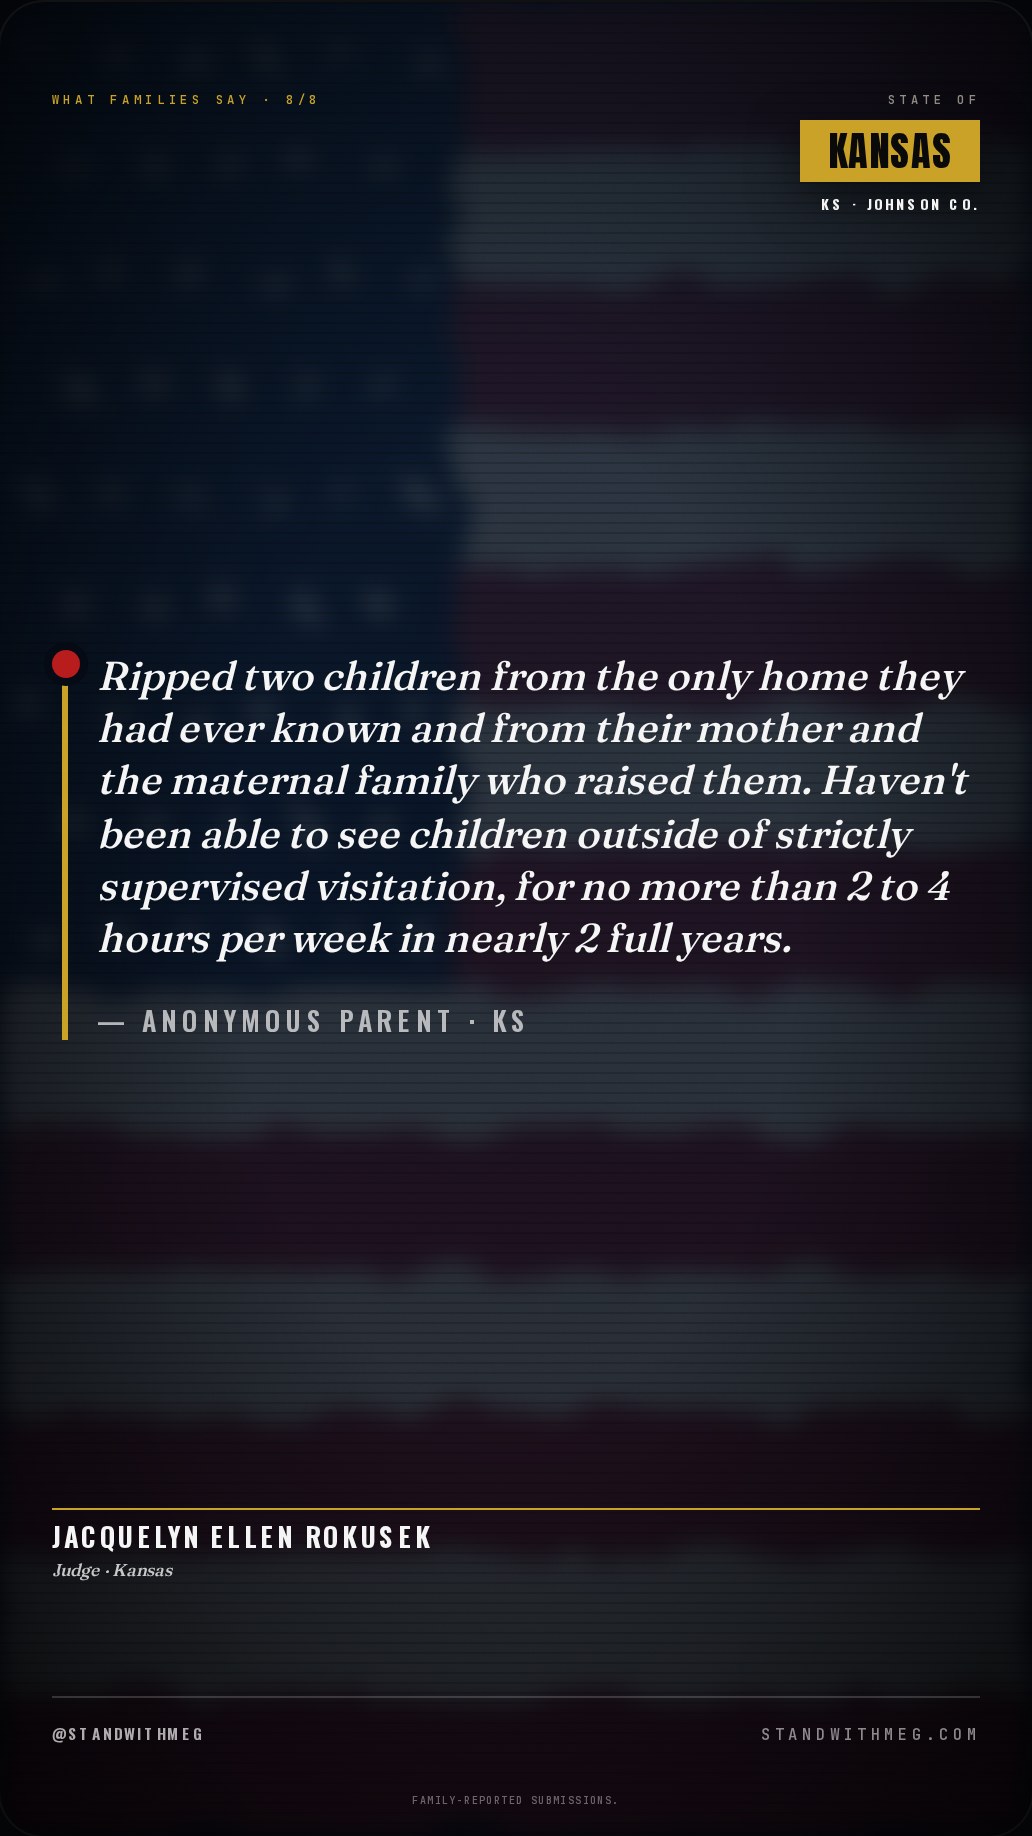 WHAT FAMILIES SAY · 8/8
STATE OF
KANSAS
KS · JOHNSON CO.
Ripped two children from the only home they
had ever known and from their mother and
the maternal family who raised them. Haven't
been able to see children outside of strictly
supervised visitation, for no more than 2 to 4
hours per week in nearly 2 full years.
— ANONYMOUS PARENT · KS
JACQUELYN ELLEN ROKUSEK
Judge · Kansas
@STANDWITHMEG
STANDWITHMEG.COM
FAMILY-REPORTED SUBMISSIONS.